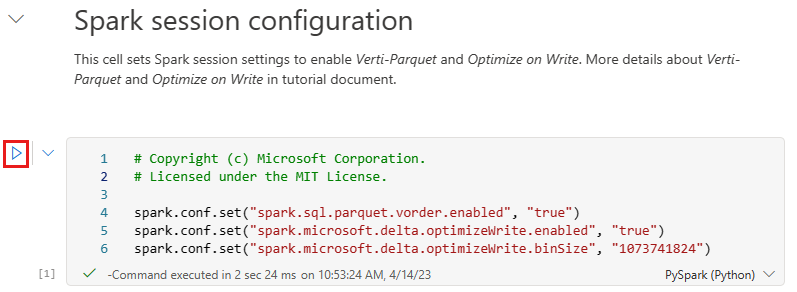 Spark session configuration
This cell sets Spark session settings to enable Verti-Parquet and Optimize on Write. More details about Verti-
Parquet and Optimize on Write in tutorial document.
1 # Copyright (c) Microsoft Corporation.
2 # Licensed under the MIT License.
3
4 spark.conf.set("spark.sql.parquet.vorder.enabled", "true")
5 spark.conf.set("spark.microsoft.delta.optimizeWrite.enabled", "true")
6 spark.conf.set("spark.microsoft.delta.optimizeWrite.binSize", "1073741824")
[1] -Command executed in 2 sec 24 ms on 10:53:24 AM, 4/14/23 PySpark (Python)